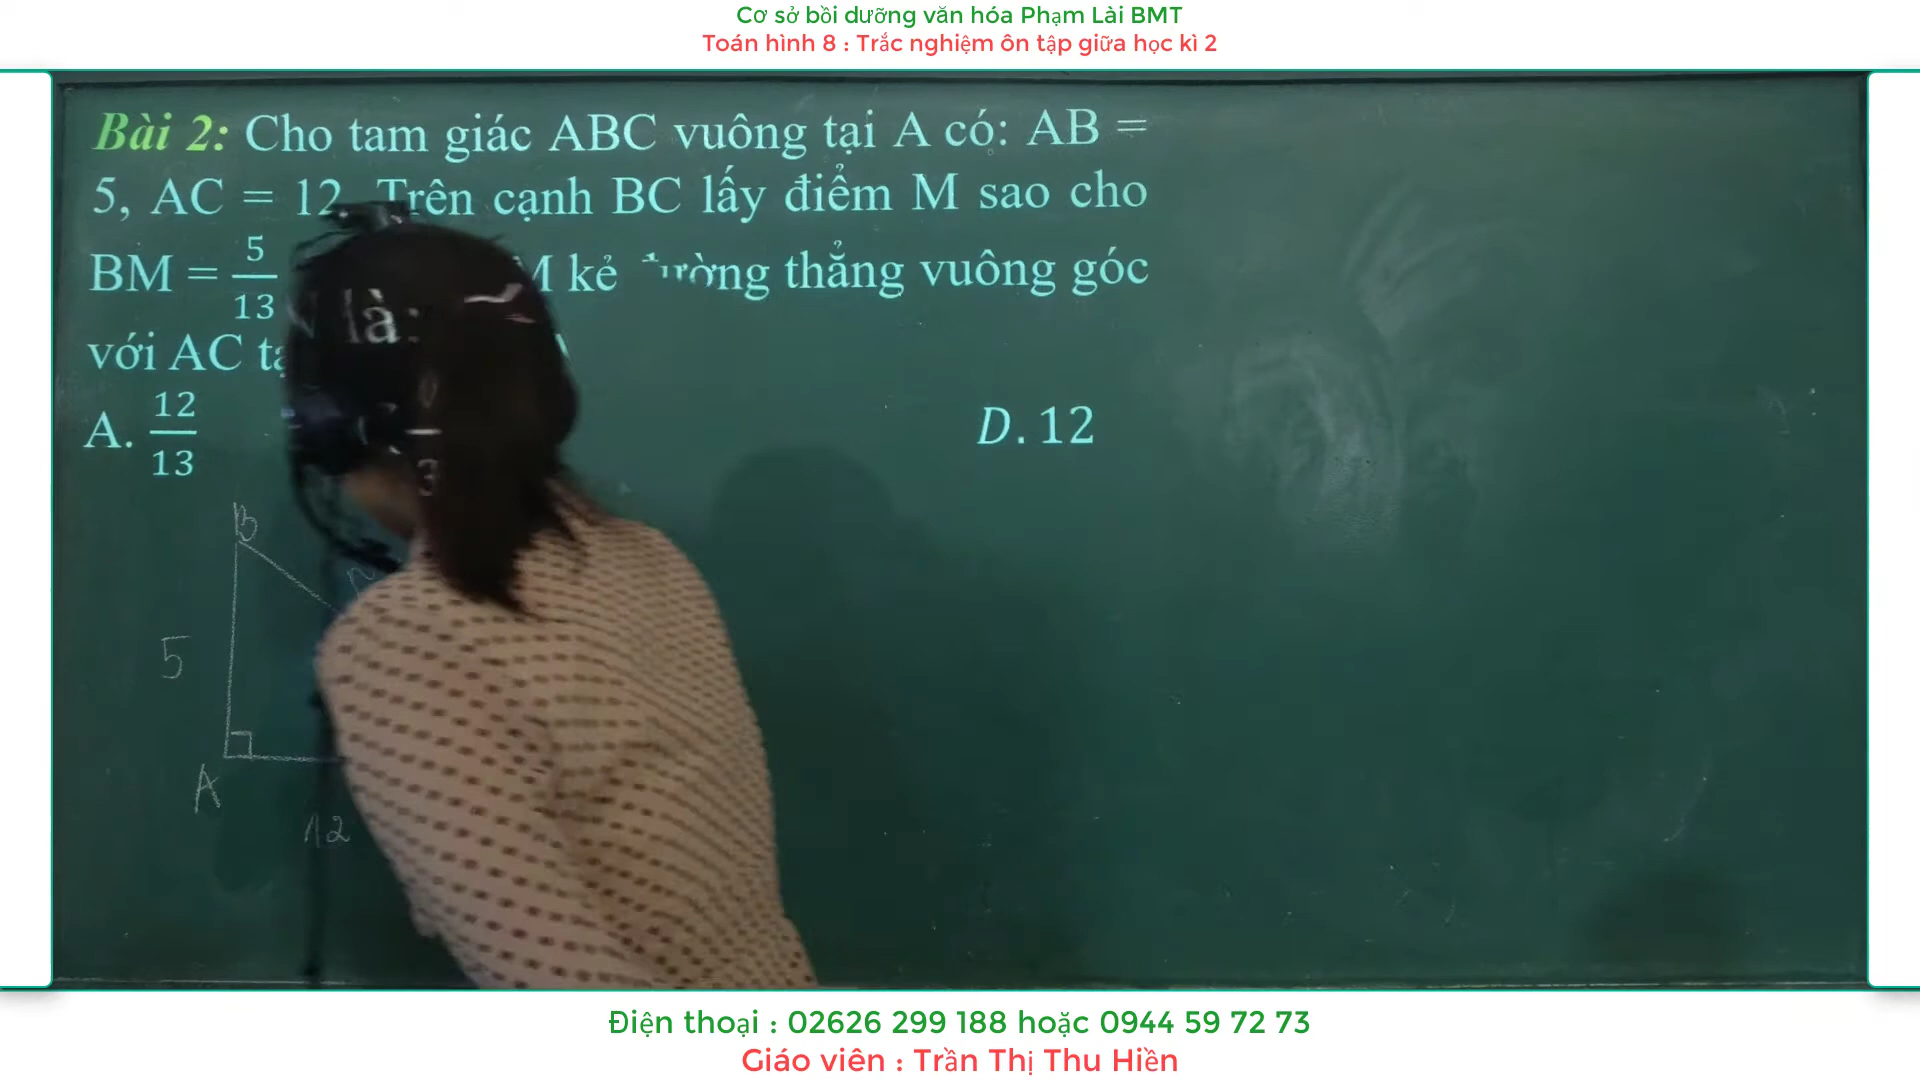 Cơ sở bồi dưỡng văn hóa Phạm Lài BMT
Toán hình 8 : Trắc nghiệm ôn tập giữa học kì 2
Bài 2: Cho tam giác ABC vuông tại A có: AB =
5, AC = 12. Trên cạnh BC lấy điểm M sao cho
BM = 5/13 M kẻ đường thẳng vuông góc
với AC là:
A. 12/13 D. 12
B
5
A
12
Điện thoại : 02626 299 188 hoặc 0944 59 72 73
Giáo viên : Trần Thị Thu Hiền